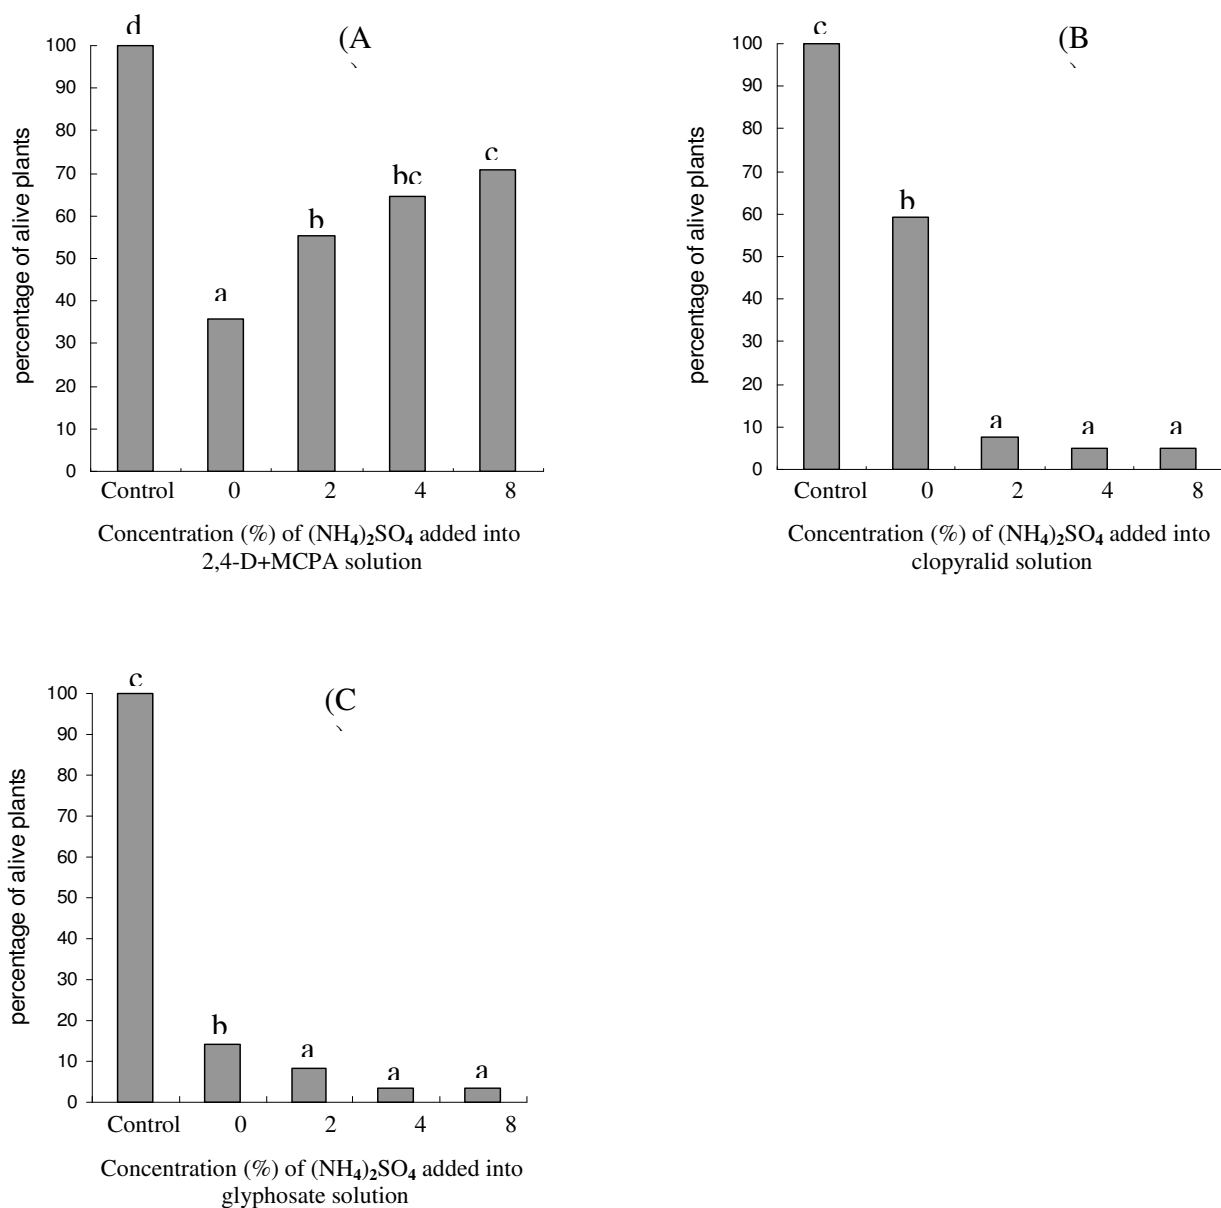 d
(A
、
100
90
80
70
60
50
40
30
20
10
0
percentage of alive plants
a
b
bc
c
Control 0 2 4 8
Concentration (%) of (NH4)2SO4 added into
2,4-D+MCPA solution
c
(B
、
100
90
80
70
60
50
40
30
20
10
0
percentage of alive plants
b
a
a
a
Control 0 2 4 8
Concentration (%) of (NH4)2SO4 added into
clopyralid solution
c
(C
、
100
90
80
70
60
50
40
30
20
10
0
percentage of alive plants
b
a
a
a
Control 0 2 4 8
Concentration (%) of (NH4)2SO4 added into
glyphosate solution